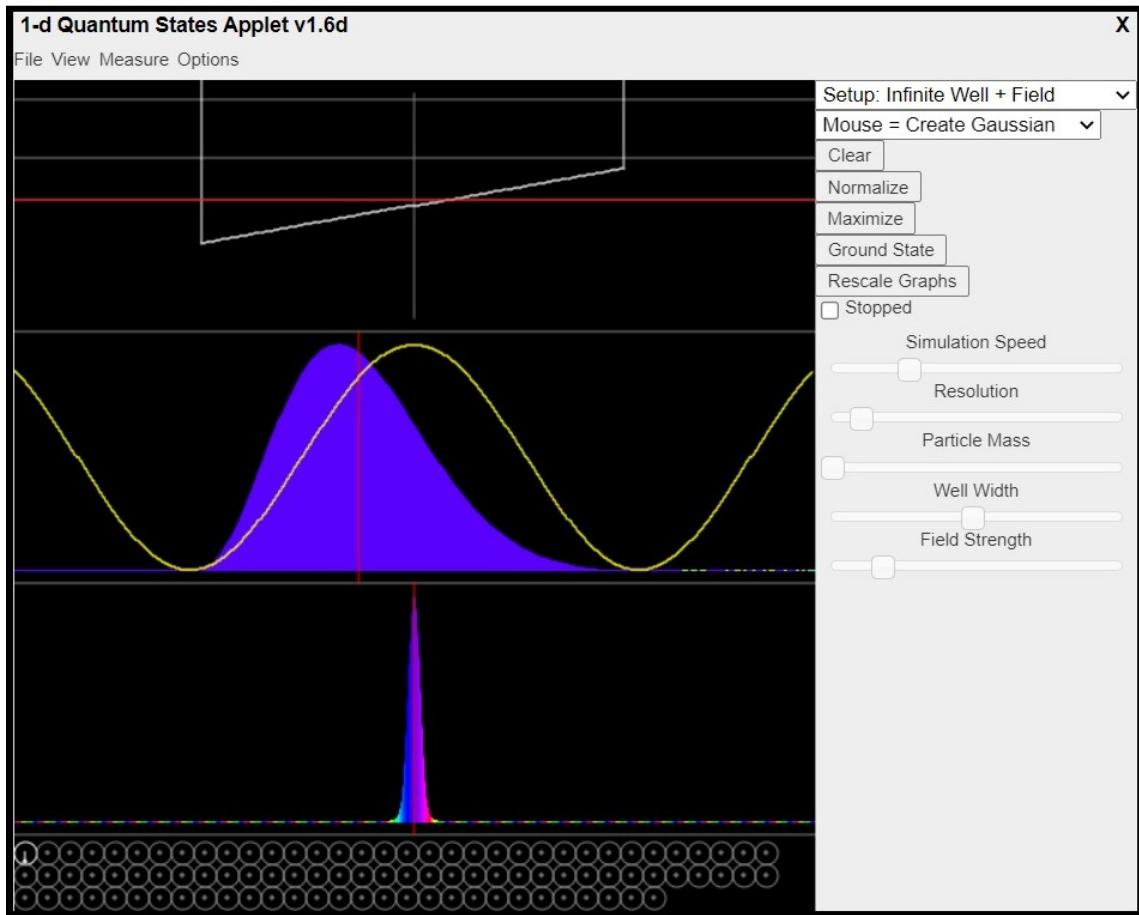 1-d Quantum States Applet v1.6d X
File View Measure Options
Setup: Infinite Well + Field
Mouse = Create Gaussian
Clear
Normalize
Maximize
Ground State
Rescale Graphs
Stopped
Simulation Speed
Resolution
Particle Mass
Well Width
Field Strength